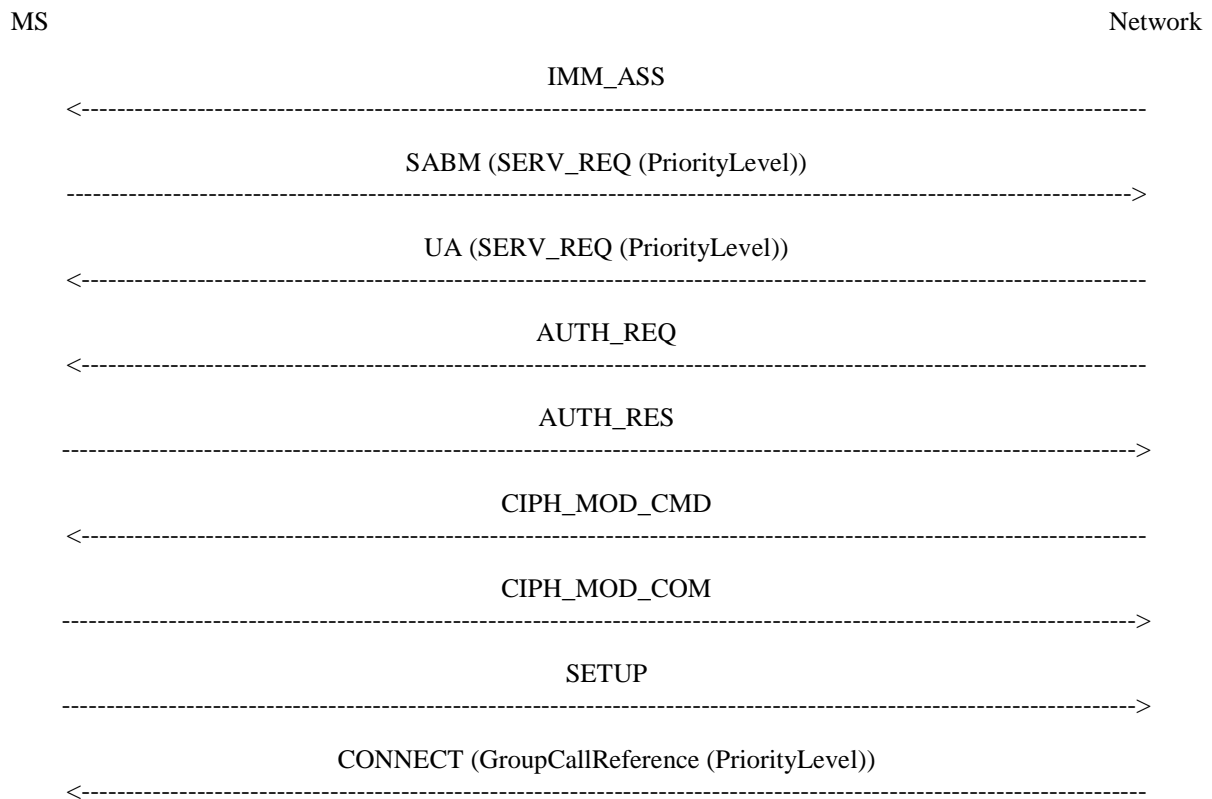 MS Network
IMM_ASS
SABM (SERV_REQ (PriorityLevel))
UA (SERV_REQ (PriorityLevel))
AUTH_REQ
AUTH_RES
CIPH_MOD_CMD
CIPH_MOD_COM
SETUP
CONNECT (GroupCallReference (PriorityLevel))